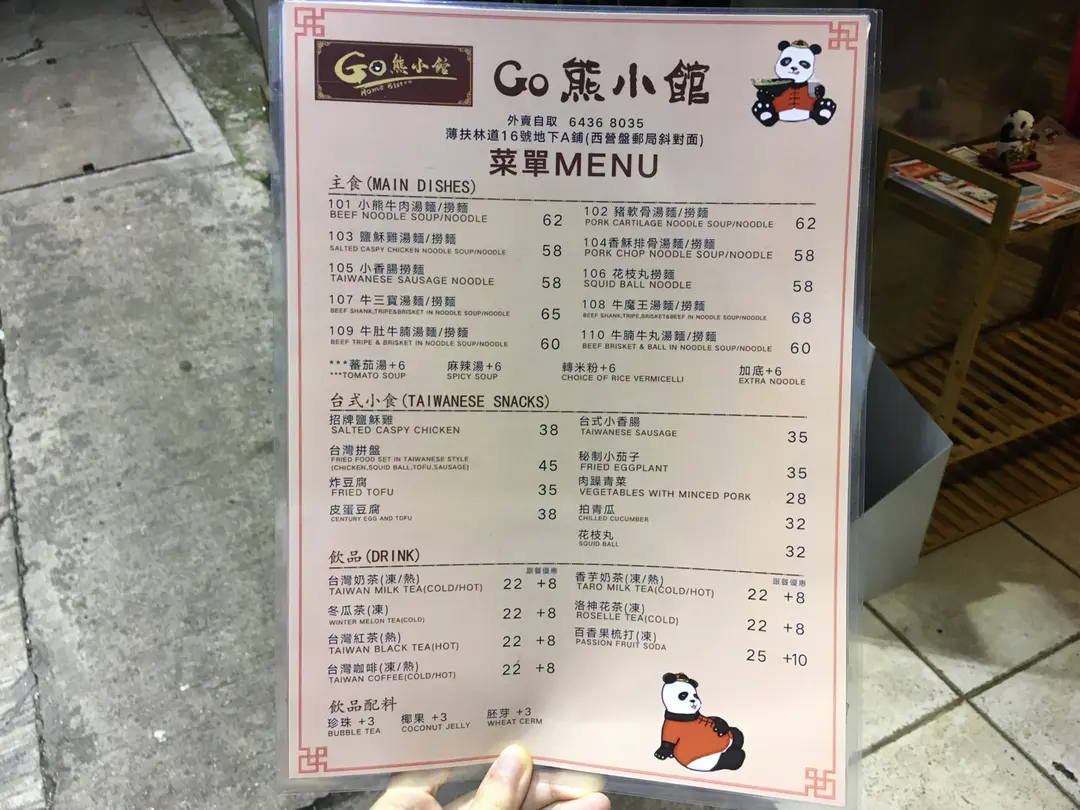 Go熊小館
Home Bistro
Go 熊小館
外賣自取 6436 8035
薄扶林道16號地下A鋪(西營盤郵局斜對面)
菜單MENU
主食(MAIN DISHES)
101 小熊牛肉湯麵/撈麵
BEEF NOODLE SOUP/NOODLE 62
102 豬軟骨湯麵/撈麵
PORK CARTILAGE NOODLE SOUP/NOODLE 62
103 鹽穌雞湯麵/撈麵
SALTED CASPY CHICKEN NOODLE SOUP/NOODLE 58
104香穌排骨湯麵/撈麵
PORK CHOP NOODLE SOUP/NOODLE 58
105 小香腸撈麵
TAIWANESE SAUSAGE NOODLE 58
106 花枝丸撈麵
SQUID BALL NOODLE 58
107 牛三寶湯麵/撈麵
BEEF SHANK,TRIPE&BRISKET IN NOODLE SOUP/NOODLE 65
108 牛魔王湯麵/撈麵
BEEF SHANK,TRIPE,BRISKET&BEEF IN NOODLE SOUP/NOODLE 68
109 牛肚牛腩湯麵/撈麵
BEEF TRIPE & BRISKET IN NOODLE SOUP/NOODLE 60
110 牛腩牛丸湯麵/撈麵
BEEF BRISKET & BALL IN NOODLE SOUP/NOODLE 60
***蕃茄湯+6 麻辣湯+6 轉米粉+6 加底+6
***TOMATO SOUP SPICY SOUP CHOICE OF RICE VERMICELLI EXTRA NOODLE
台式小食(TAIWANESE SNACKS)
招牌鹽穌雞
SALTED CASPY CHICKEN 38
台式小香腸
TAIWANESE SAUSAGE 35
台灣拼盤
FRIED FOOD SET IN TAIWANESE STYLE
(CHICKEN,SQUID BALL,TOFU,SAUSAGE) 45
秘制小茄子
FRIED EGGPLANT 35
炸豆腐
FRIED TOFU 35
肉躁青菜
VEGETABLES WITH MINCED PORK 28
皮蛋豆腐
CENTURY EGG AND TOFU 38
拍青瓜
CHILLED CUCUMBER 32
花枝丸
SQUID BALL 32
飲品(DRINK)
跟餐優惠 跟餐優惠
台灣奶茶(凍/熱)
TAIWAN MILK TEA(COLD/HOT) 22 +8
香芋奶茶(凍/熱)
TARO MILK TEA(COLD/HOT) 22 +8
冬瓜茶(凍)
WINTER MELON TEA(COLD) 22 +8
洛神花茶(凍)
ROSELLE TEA(COLD) 22 +8
台灣紅茶(熱)
TAIWAN BLACK TEA(HOT) 22 +8
百香果梳打(凍)
PASSION FRUIT SODA 25 +10
台灣咖啡(凍/熱)
TAIWAN COFFEE(COLD/HOT) 22 +8
飲品配料
珍珠 +3 椰果 +3 胚芽 +3
BUBBLE TEA COCONUT JELLY WHEAT CERM